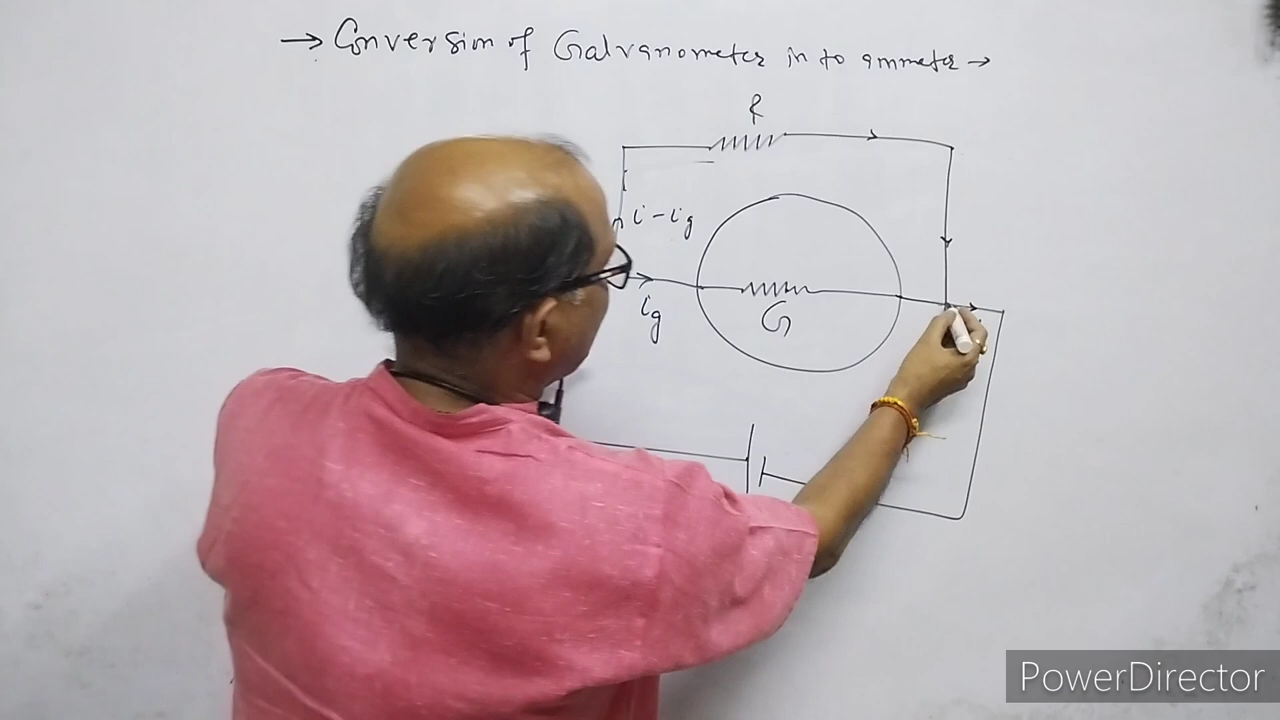 → Conversion of Galvanometer in to ammeter →
R
i - ig
ig
G
PowerDirector